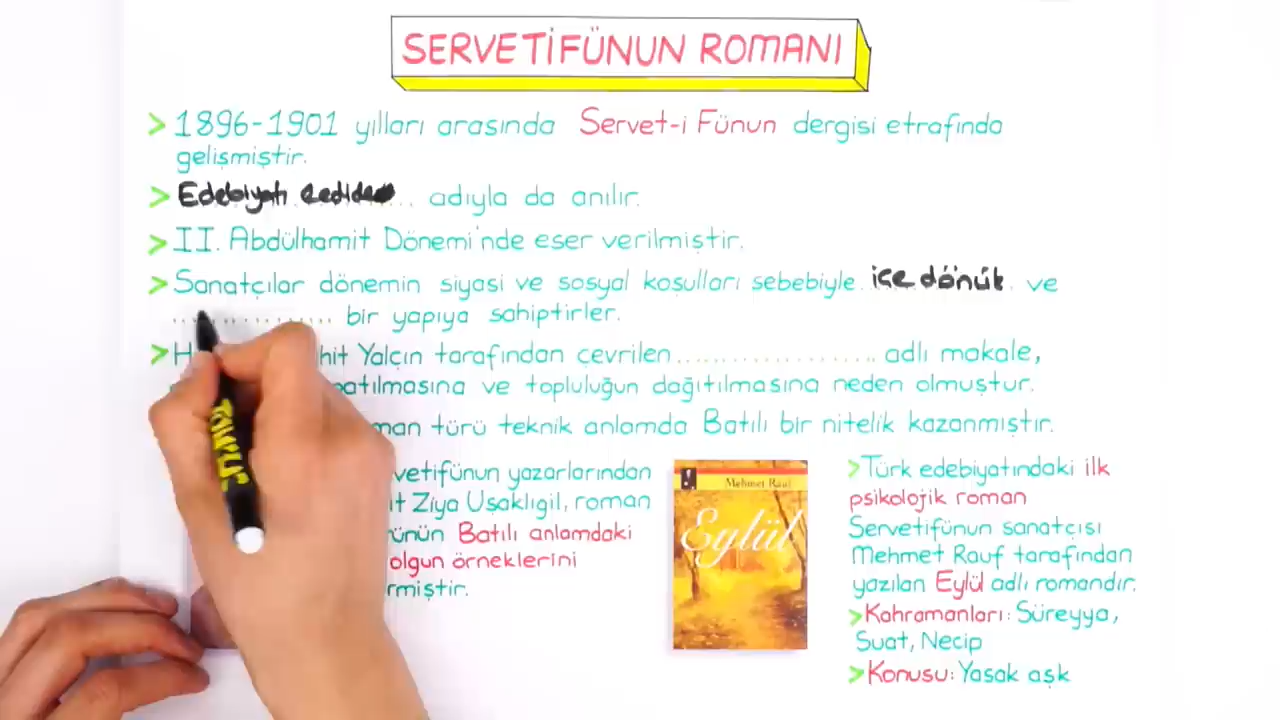 SERVETİFÜNUN ROMANI
> 1896-1901 yılları arasında Servet-i Fünun dergisi etrafında
gelişmiştir.
> Edebiyatı cedide adıyla da anılır.
> II. Abdülhamit Dönemi'nde eser verilmiştir.
> Sanatçılar dönemin siyasi ve sosyal koşulları sebebiyle içe dönük ve
................ bir yapıya sahiptirler.
> H hit Yalçın tarafından çevrilen .................... adlı makale,
patılmasına ve topluluğun dağıtılmasına neden olmuştur.
man türü teknik anlamda Batılı bir nitelik kazanmıştır.
vetifünun yazarlarından
it Ziya Uşaklıgil, roman
ünün Batılı anlamdaki
olgun örneklerini
rmiştir.
Mehmet Rauf
Eylül
> Türk edebiyatındaki ilk
psikolojik roman
Servetifünun sanatçısı
Mehmet Rauf tarafından
yazılan Eylül adlı romandır.
> Kahramanları: Süreyya,
Suat, Necip
> Konusu: Yasak aşk